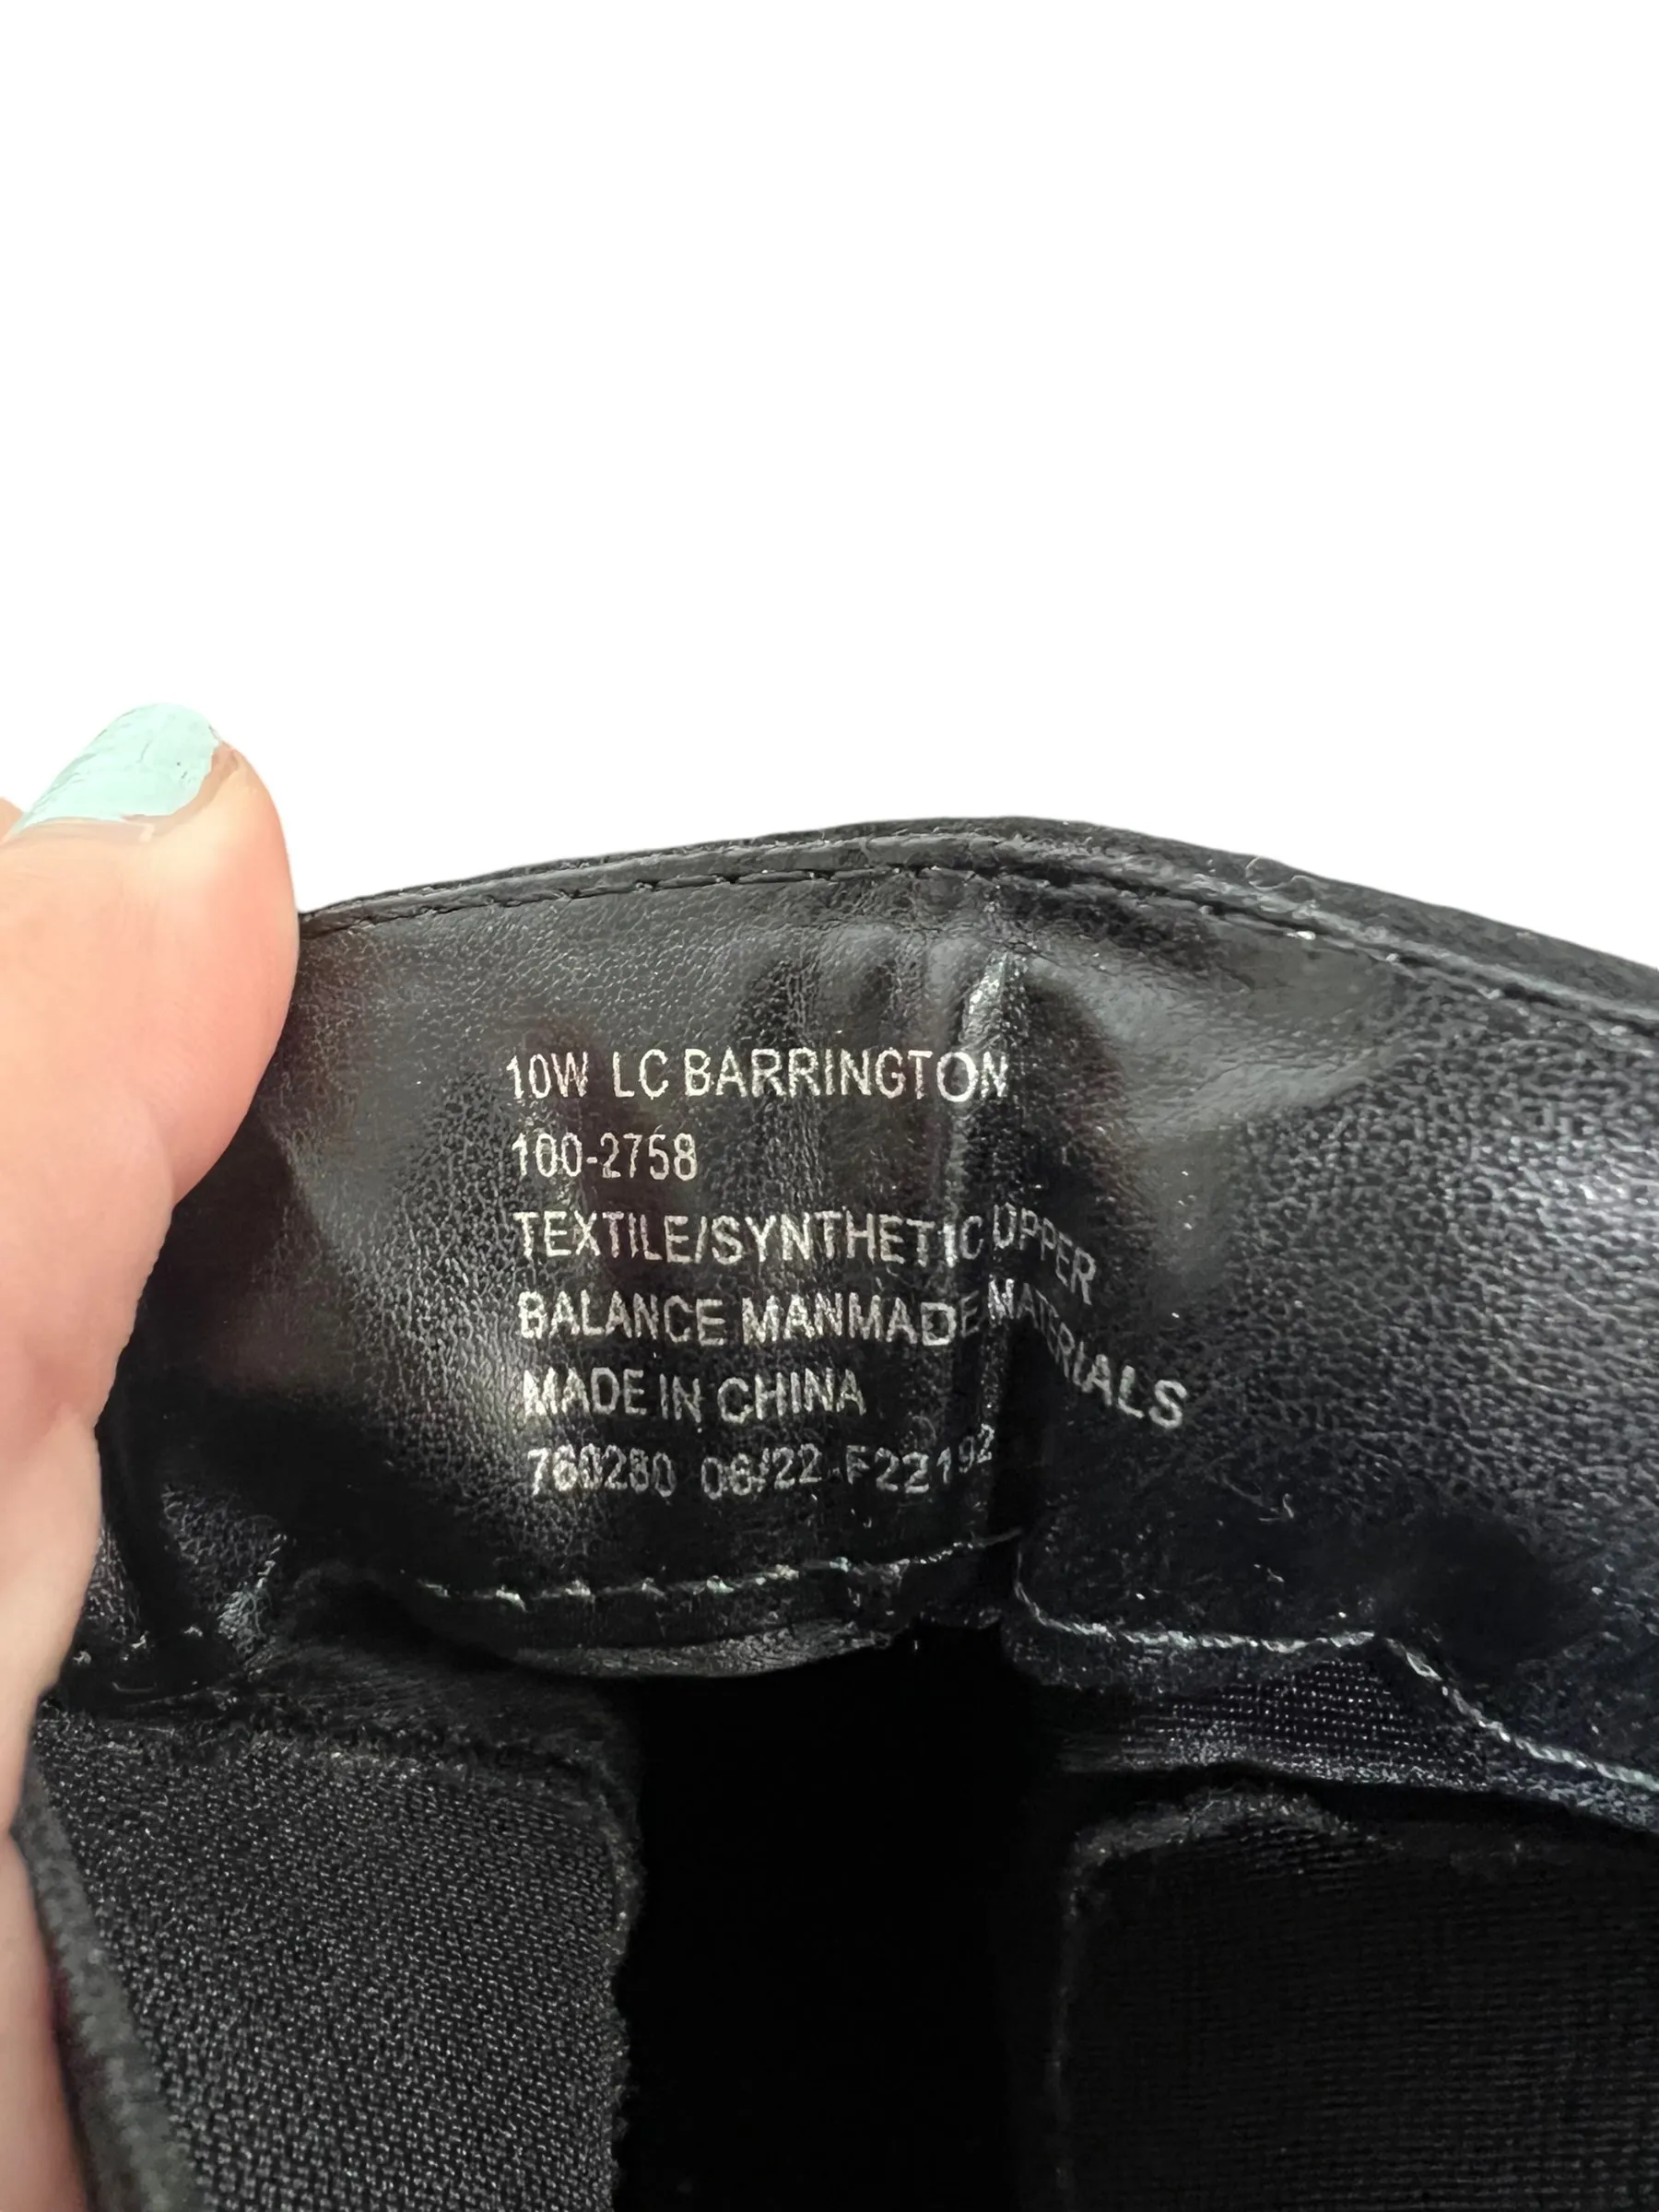 10W LC BARRINGTON
100-2758
TEXTILE/SYNTHETIC UPPER
BALANCE MANMADE MATERIALS
MADE IN CHINA
760280 06/22 F22192